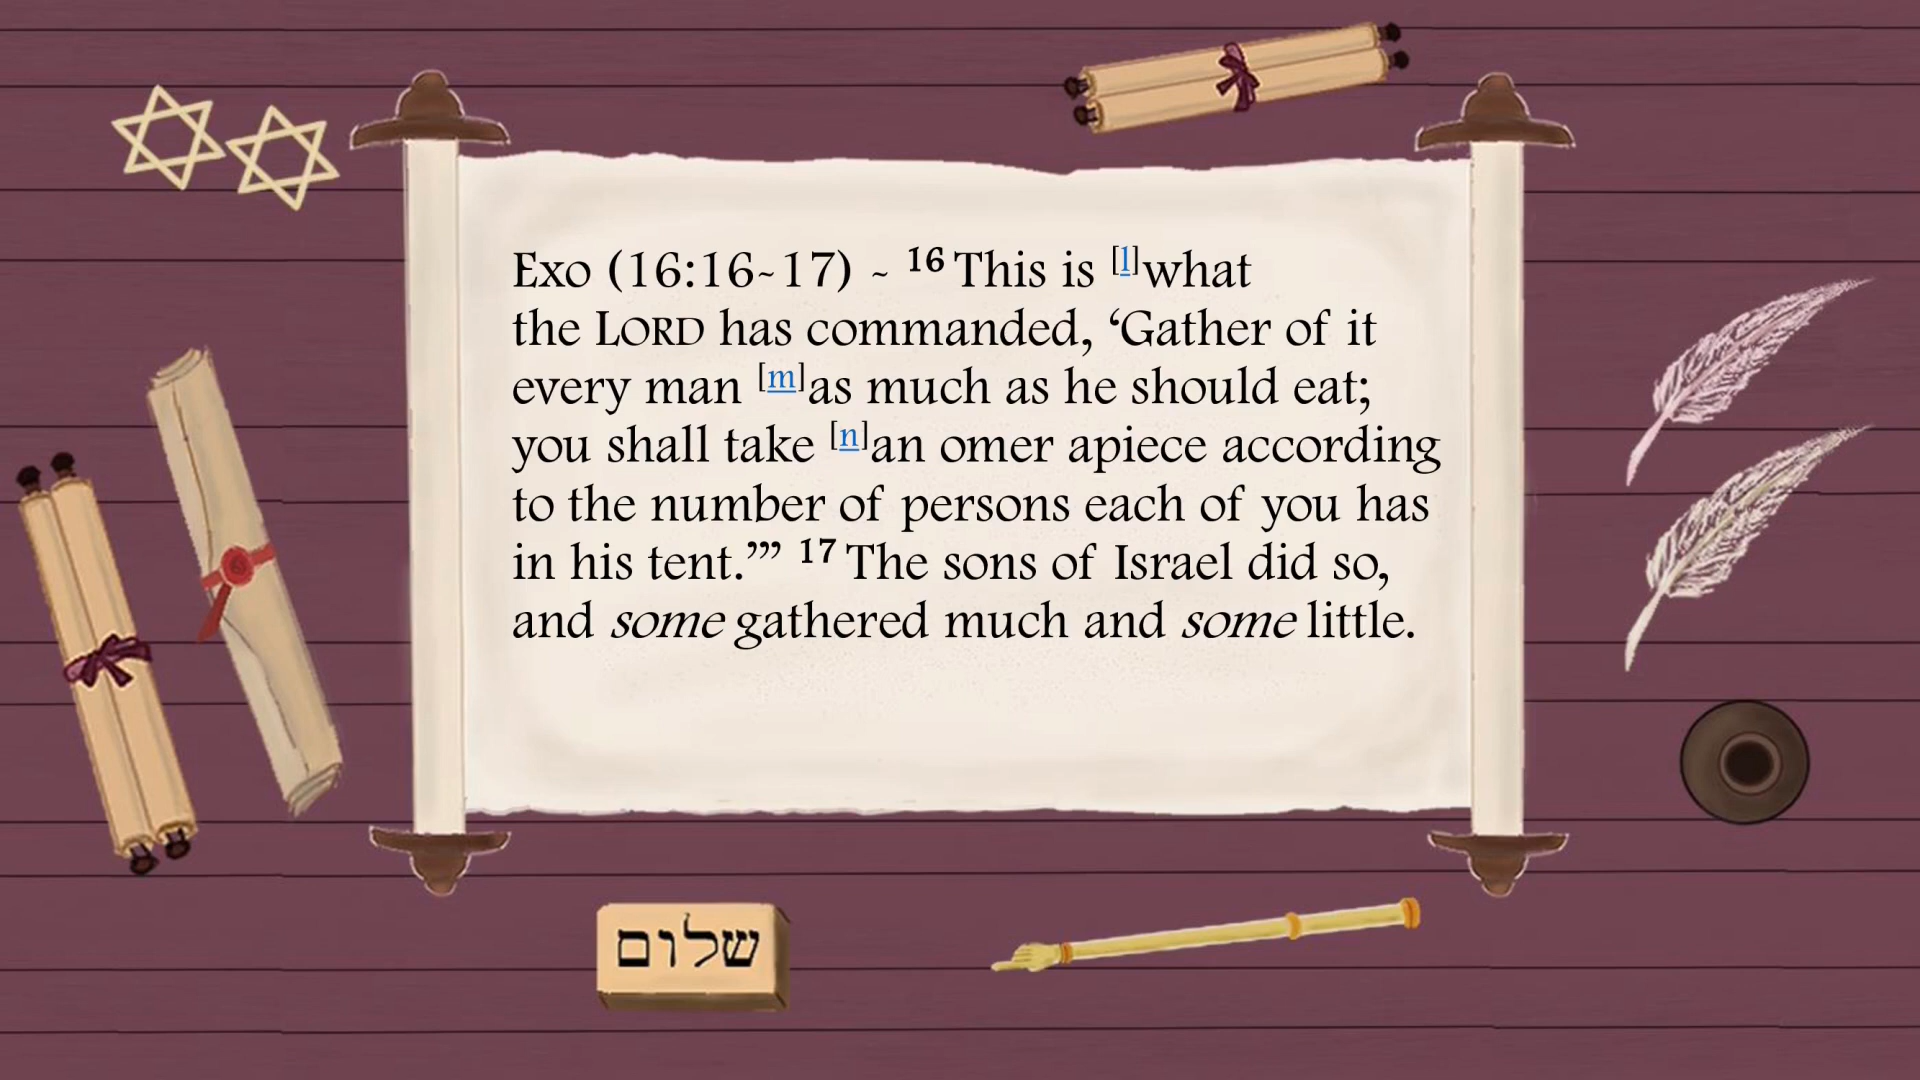 Exo (16:16-17) - 16 This is [l]what
the LORD has commanded, ‘Gather of it
every man [m]as much as he should eat;
you shall take [n]an omer apiece according
to the number of persons each of you has
in his tent.’” 17 The sons of Israel did so,
and some gathered much and some little.
שלום